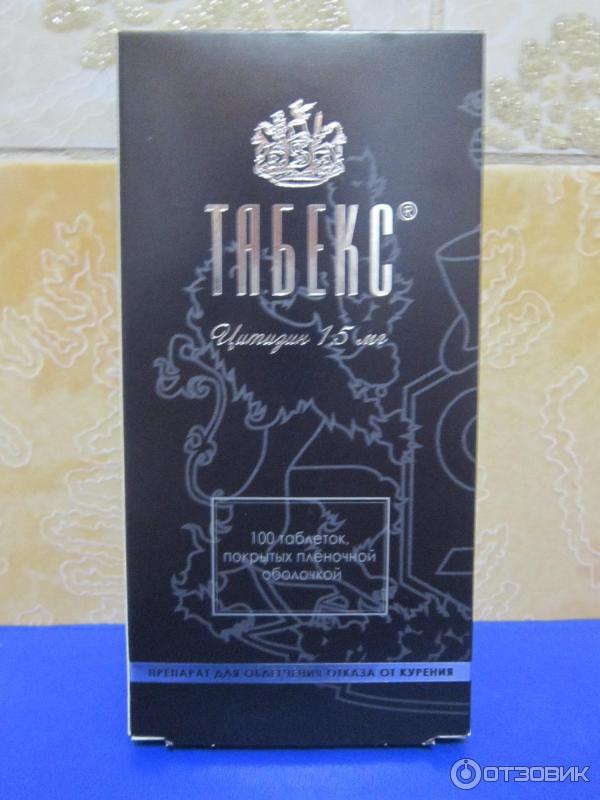 ТАБЕКС®
Цитизин 1,5 мг
100 таблеток,
покрытых пленочной
оболочкой
ПРЕПАРАТ ДЛЯ ОБЛЕГЧЕНИЯ ОТКАЗА ОТ КУРЕНИЯ
ОТЗОВИК